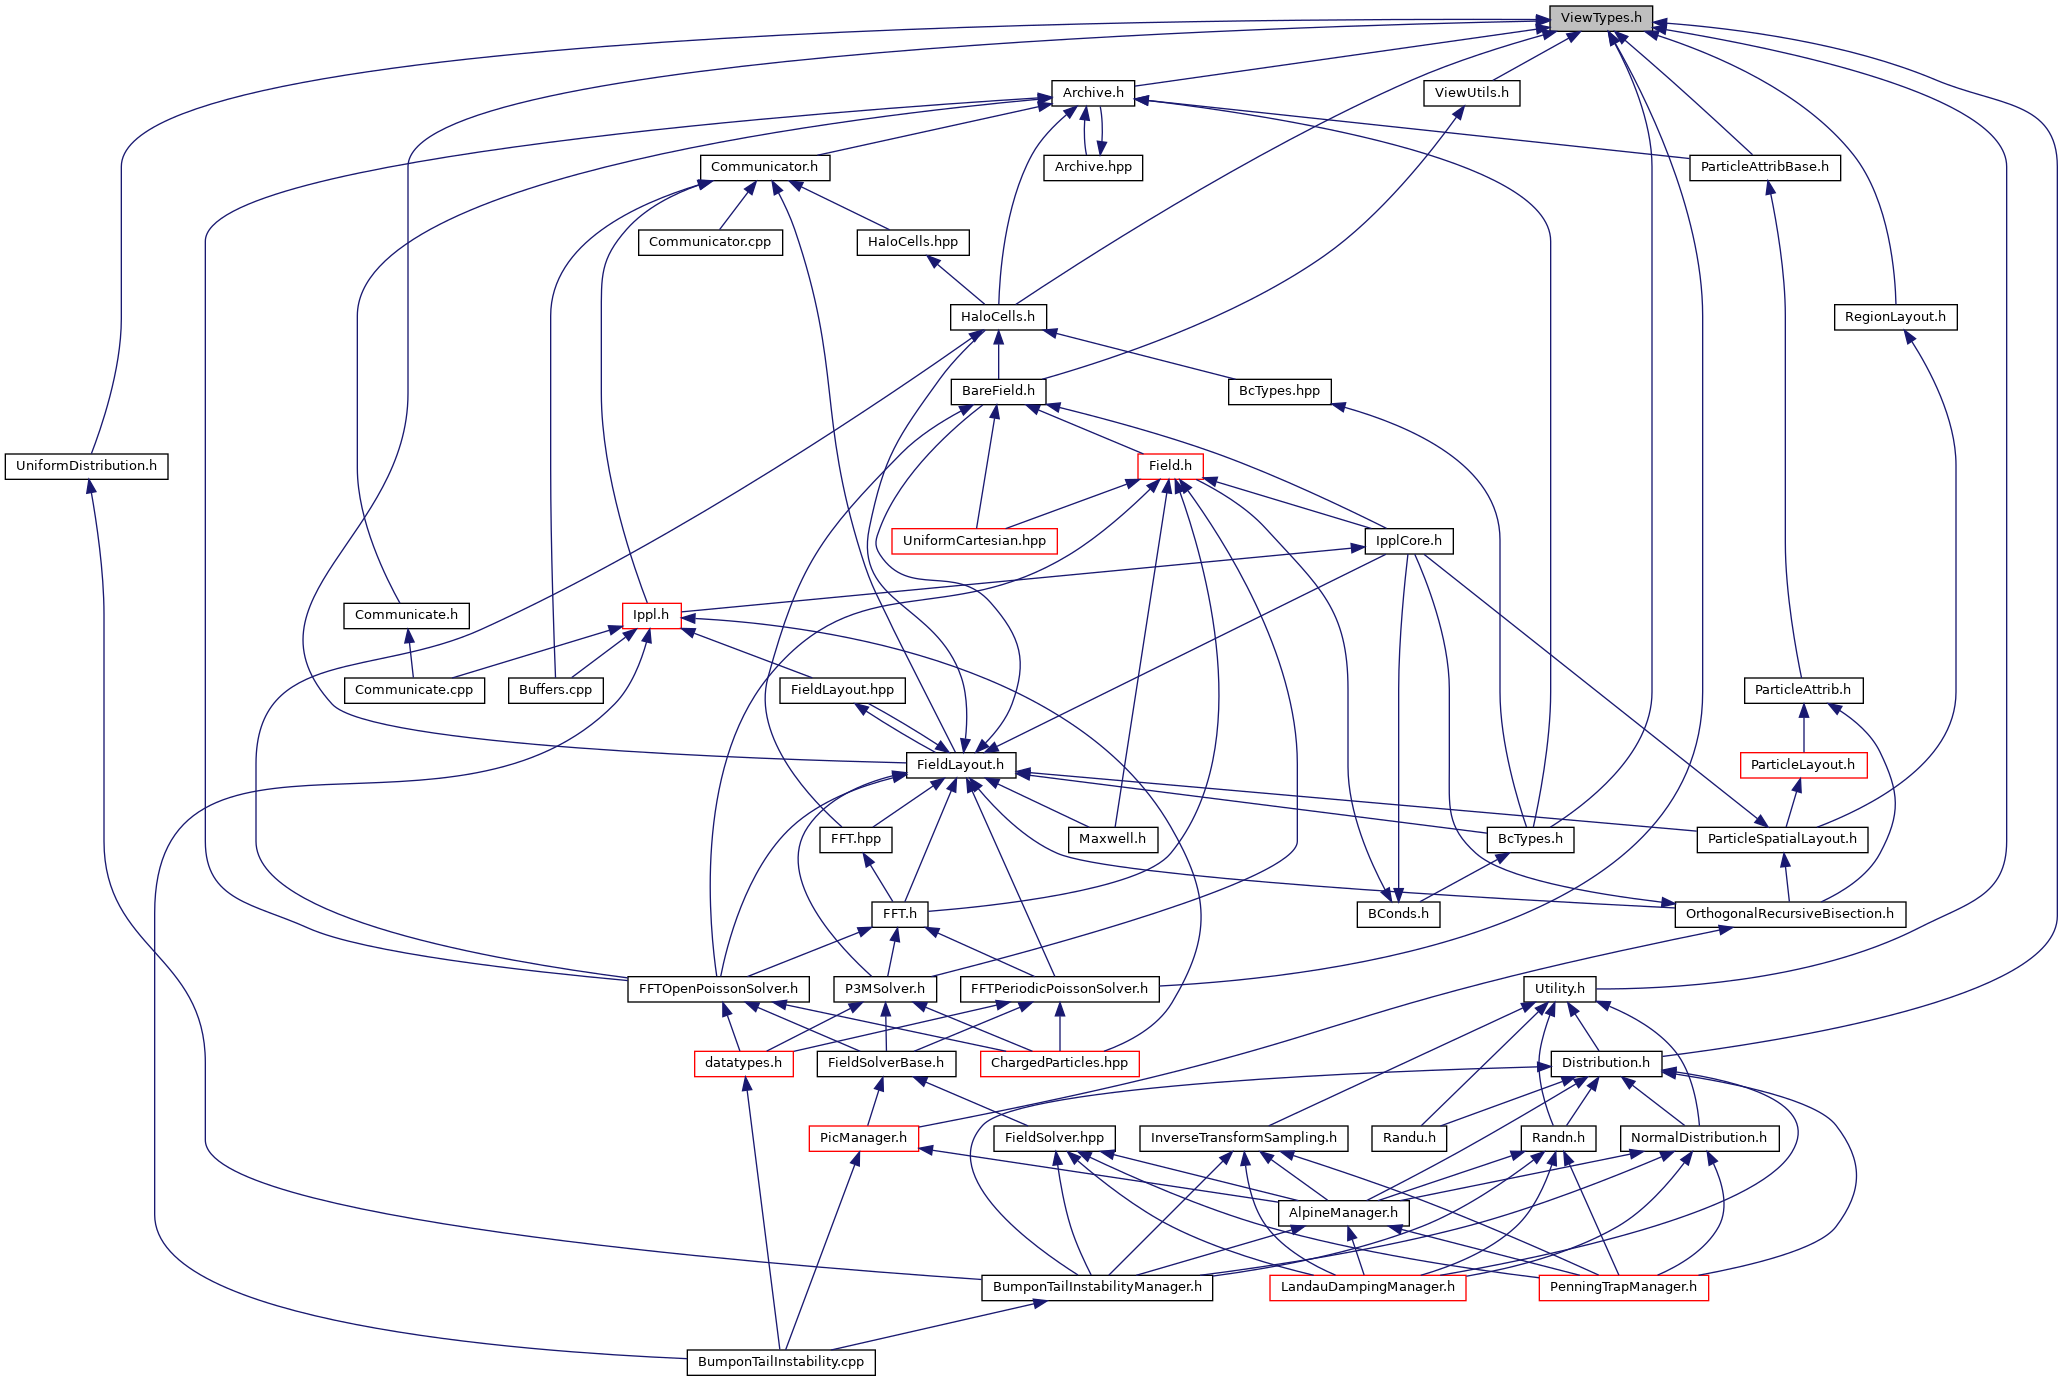 ViewTypes.h
Archive.h
ViewUtils.h
Communicator.h
Archive.hpp
ParticleAttribBase.h
Communicator.cpp
HaloCells.hpp
HaloCells.h
RegionLayout.h
BareField.h
BcTypes.hpp
UniformDistribution.h
Field.h
UniformCartesian.hpp
IpplCore.h
Communicate.h
Ippl.h
Communicate.cpp
Buffers.cpp
FieldLayout.hpp
ParticleAttrib.h
FieldLayout.h
ParticleLayout.h
FFT.hpp
Maxwell.h
BcTypes.h
ParticleSpatialLayout.h
FFT.h
BConds.h
OrthogonalRecursiveBisection.h
FFTOpenPoissonSolver.h
P3MSolver.h
FFTPeriodicPoissonSolver.h
Utility.h
datatypes.h
FieldSolverBase.h
ChargedParticles.hpp
Distribution.h
PicManager.h
FieldSolver.hpp
InverseTransformSampling.h
Randu.h
Randn.h
NormalDistribution.h
AlpineManager.h
BumponTailInstabilityManager.h
LandauDampingManager.h
PenningTrapManager.h
BumponTailInstability.cpp